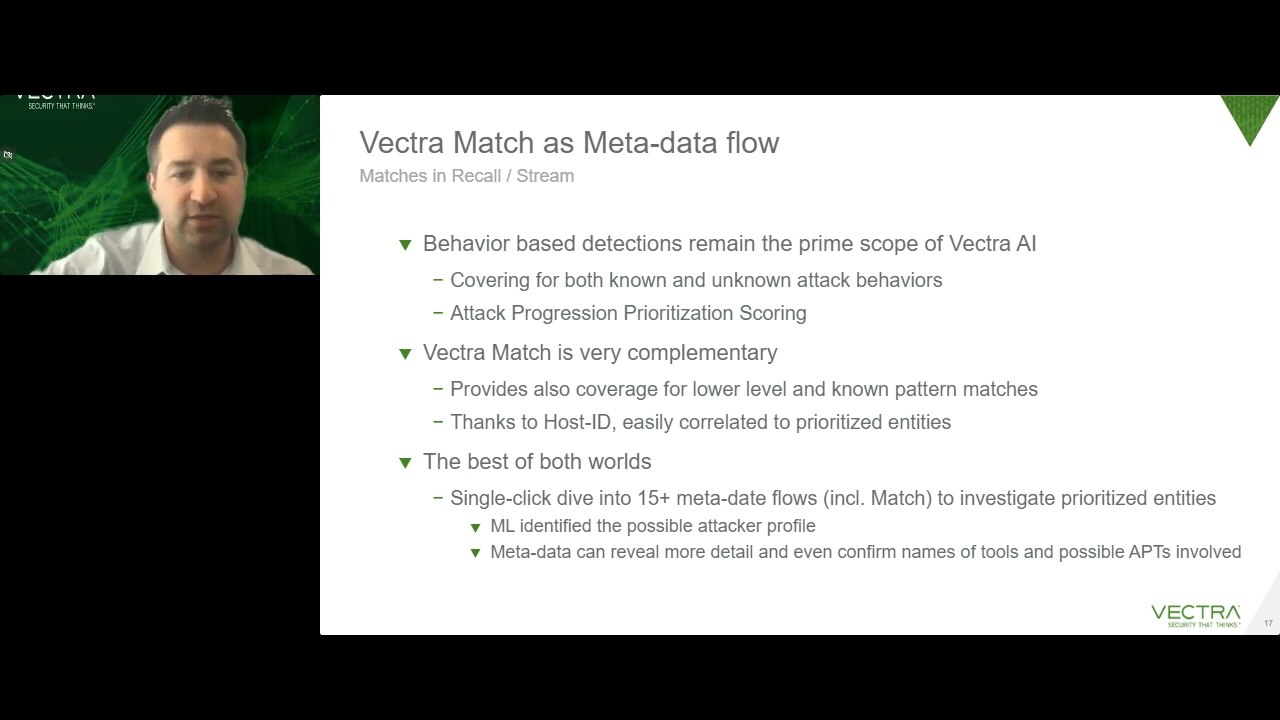 VECTRA
SECURITY THAT THINKS.®
Vectra Match as Meta-data flow
Matches in Recall / Stream
Behavior based detections remain the prime scope of Vectra AI
− Covering for both known and unknown attack behaviors
− Attack Progression Prioritization Scoring
Vectra Match is very complementary
− Provides also coverage for lower level and known pattern matches
− Thanks to Host-ID, easily correlated to prioritized entities
The best of both worlds
− Single-click dive into 15+ meta-date flows (incl. Match) to investigate prioritized entities
ML identified the possible attacker profile
Meta-data can reveal more detail and even confirm names of tools and possible APTs involved
VECTRA
SECURITY THAT THINKS.®
17